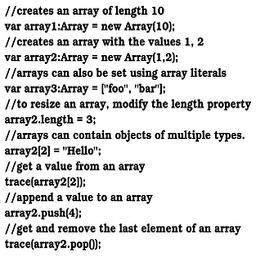 //creates an array of length 10
var array1:Array = new Array(10);
//creates an array with the values 1, 2
var array2:Array = new Array(1,2);
//arrays can also be set using array literals
var array3:Array = ["foo", "bar"];
//to resize an array, modify the length property
array2.length = 3;
//arrays can contain objects of multiple types.
array2[2] = "Hello";
//get a value from an array
trace(array2[2]);
//append a value to an array
array2.push(4);
//get and remove the last element of an array
trace(array2.pop());